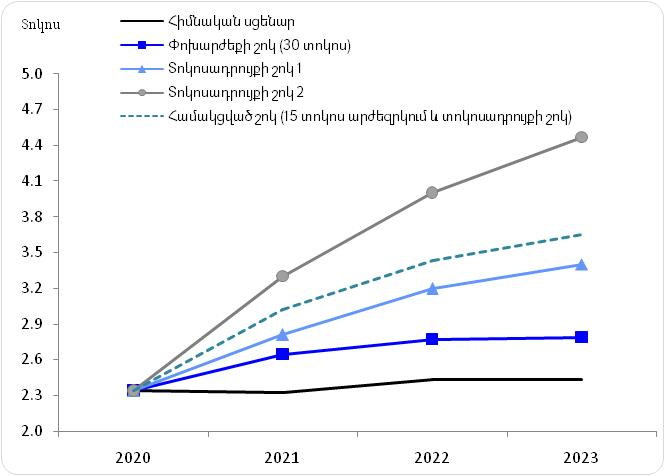 Տոկոս
Հիմնական սցենար
Փոխարժեքի շոկ (30 տոկոս)
Տոկոսադրույքի շոկ 1
Տոկոսադրույքի շոկ 2
Համակցված շոկ (15 տոկոս արժեզրկում և տոկոսադրույքի շոկ)
5.0
4.7
4.4
4.1
3.8
3.5
3.2
2.9
2.6
2.3
2.0
2020 2021 2022 2023